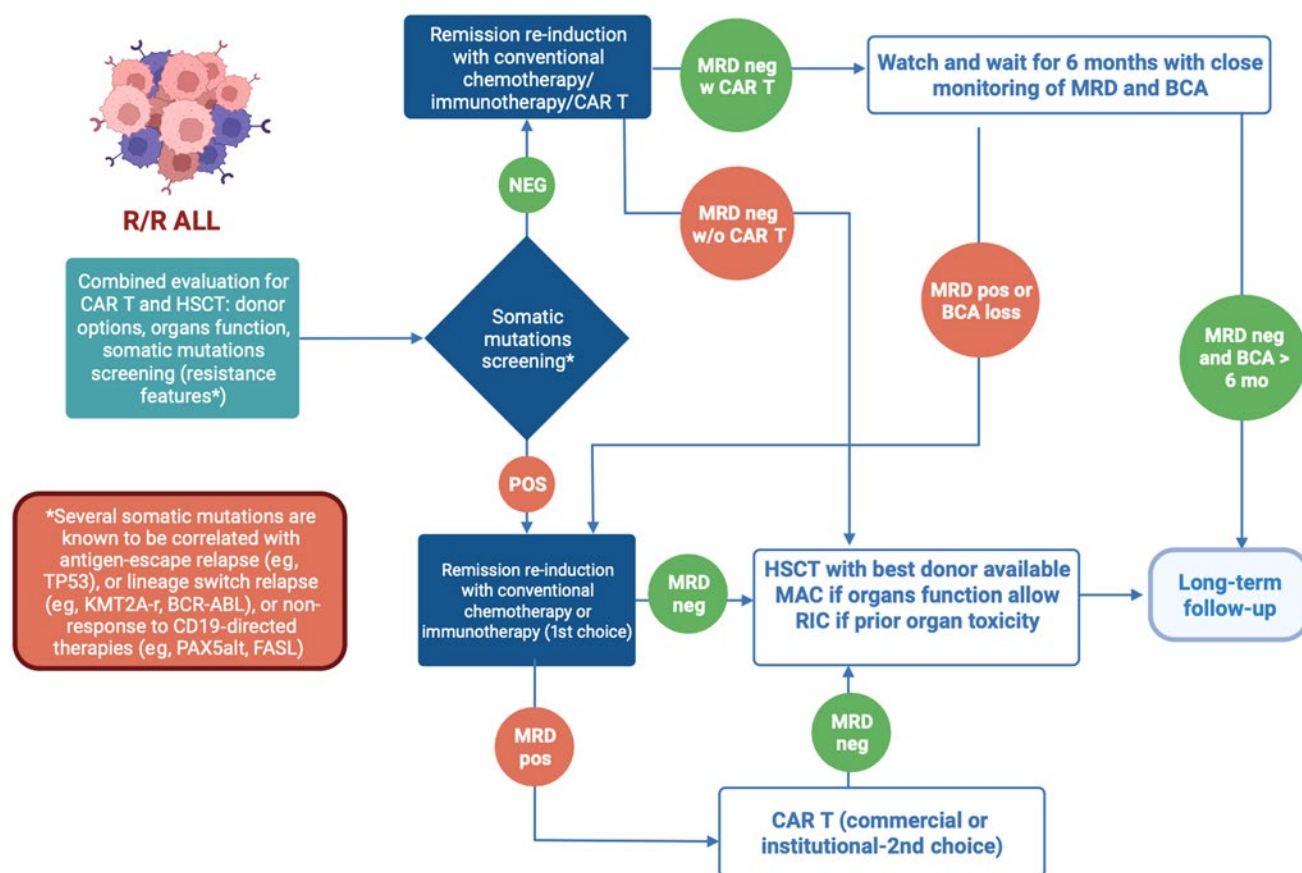 Remission re-induction
with conventional
chemotherapy/
immunotherapy/CAR T
MRD neg
w CAR T
Watch and wait for 6 months with close
monitoring of MRD and BCA
R/R ALL
NEG
MRD neg
w/o CAR T
Combined evaluation for
CAR T and HSCT: donor
options, organs function,
somatic mutations
screening (resistance
features*)
Somatic
mutations
screening*
MRD pos or
BCA loss
MRD neg
and BCA >
6 mo
POS
*Several somatic mutations are
known to be correlated with
antigen-escape relapse (eg,
TP53), or lineage switch relapse
(eg, KMT2A-r, BCR-ABL), or non-
response to CD19-directed
therapies (eg, PAX5alt, FASL)
Remission re-induction
with conventional
chemotherapy or
immunotherapy (1st choice)
MRD
neg
HSCT with best donor available
MAC if organs function allow
RIC if prior organ toxicity
Long-term
follow-up
MRD
pos
MRD
neg
CAR T (commercial or
institutional-2nd choice)